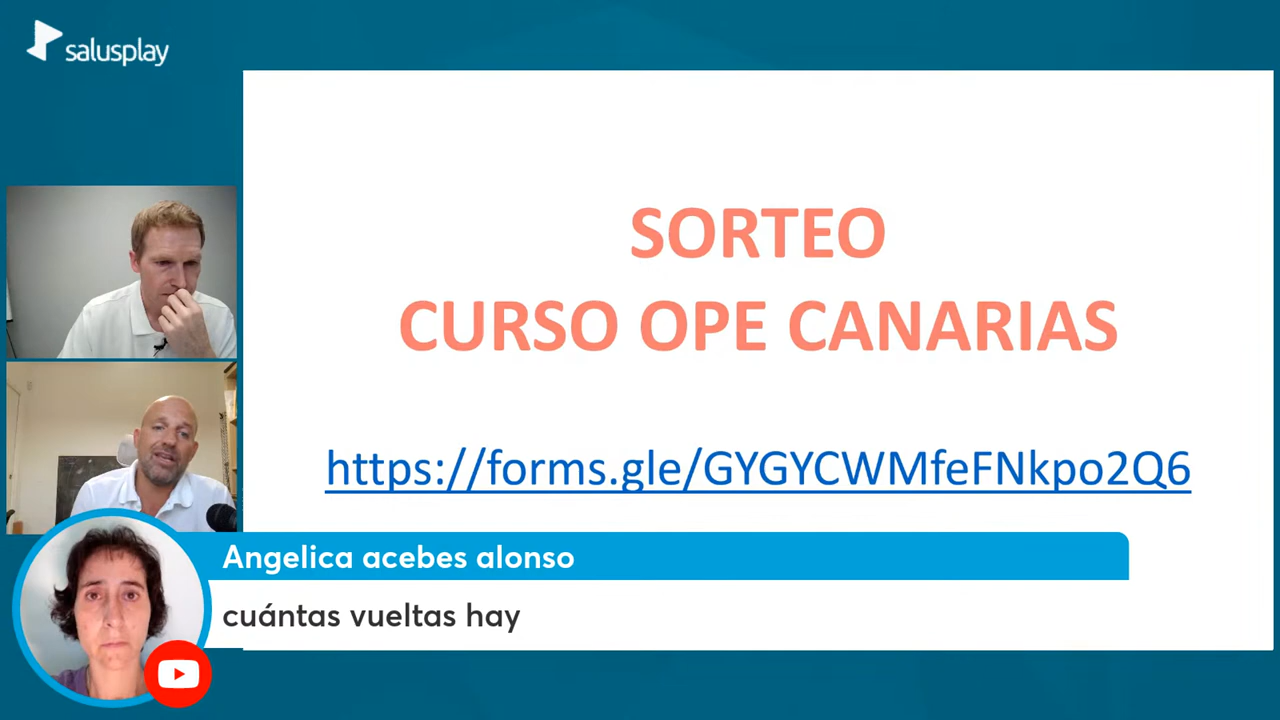 salusplay
SORTEO
CURSO OPE CANARIAS
https://forms.gle/GYGYCWMfeFNkpo2Q6
Angelica acebes alonso
cuántas vueltas hay